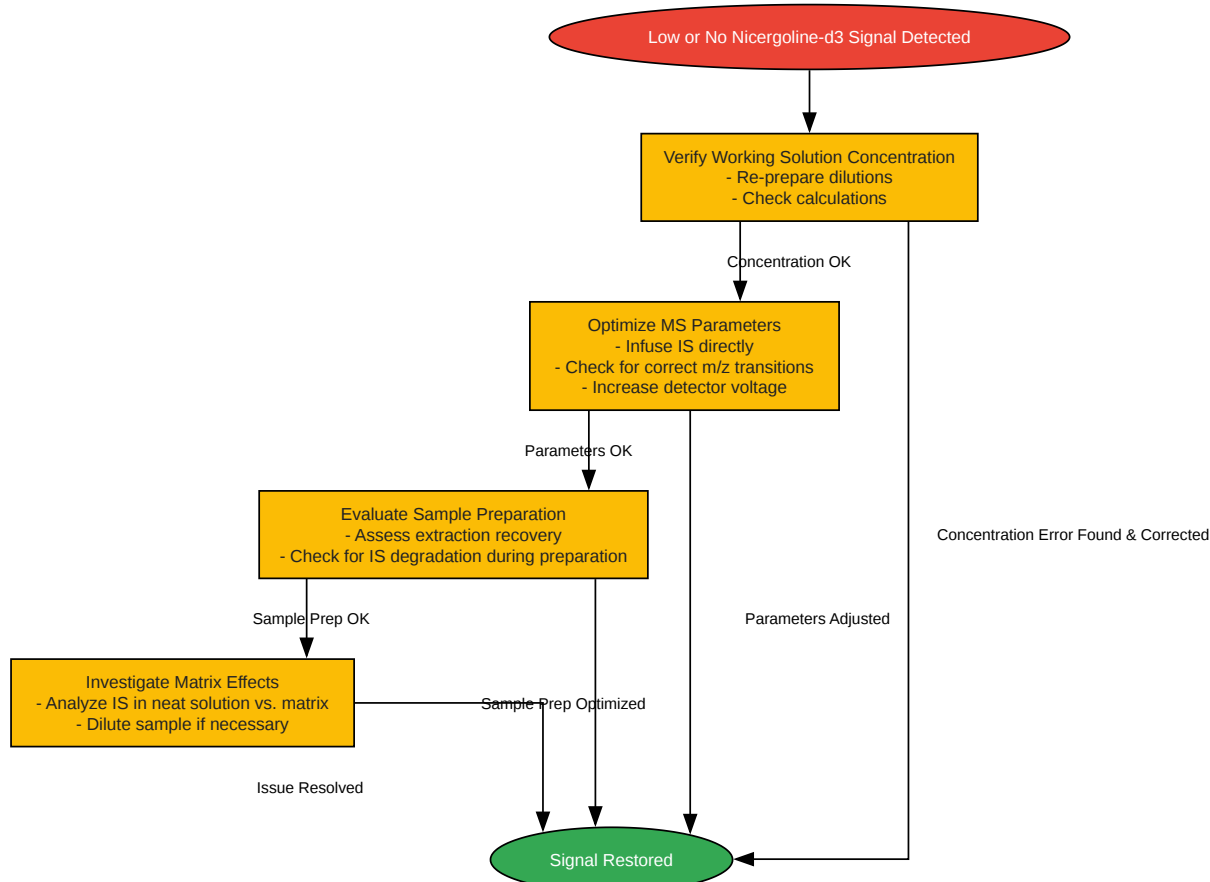 Low or No Nicergoline-d3 Signal Detected
Verify Working Solution Concentration
- Re-prepare dilutions
- Check calculations
Concentration OK
Optimize MS Parameters
- Infuse IS directly
- Check for correct m/z transitions
- Increase detector voltage
Parameters OK
Evaluate Sample Preparation
- Assess extraction recovery
- Check for IS degradation during preparation
Concentration Error Found & Corrected
Sample Prep OK
Parameters Adjusted
Investigate Matrix Effects
- Analyze IS in neat solution vs. matrix
- Dilute sample if necessary
Sample Prep Optimized
Issue Resolved
Signal Restored